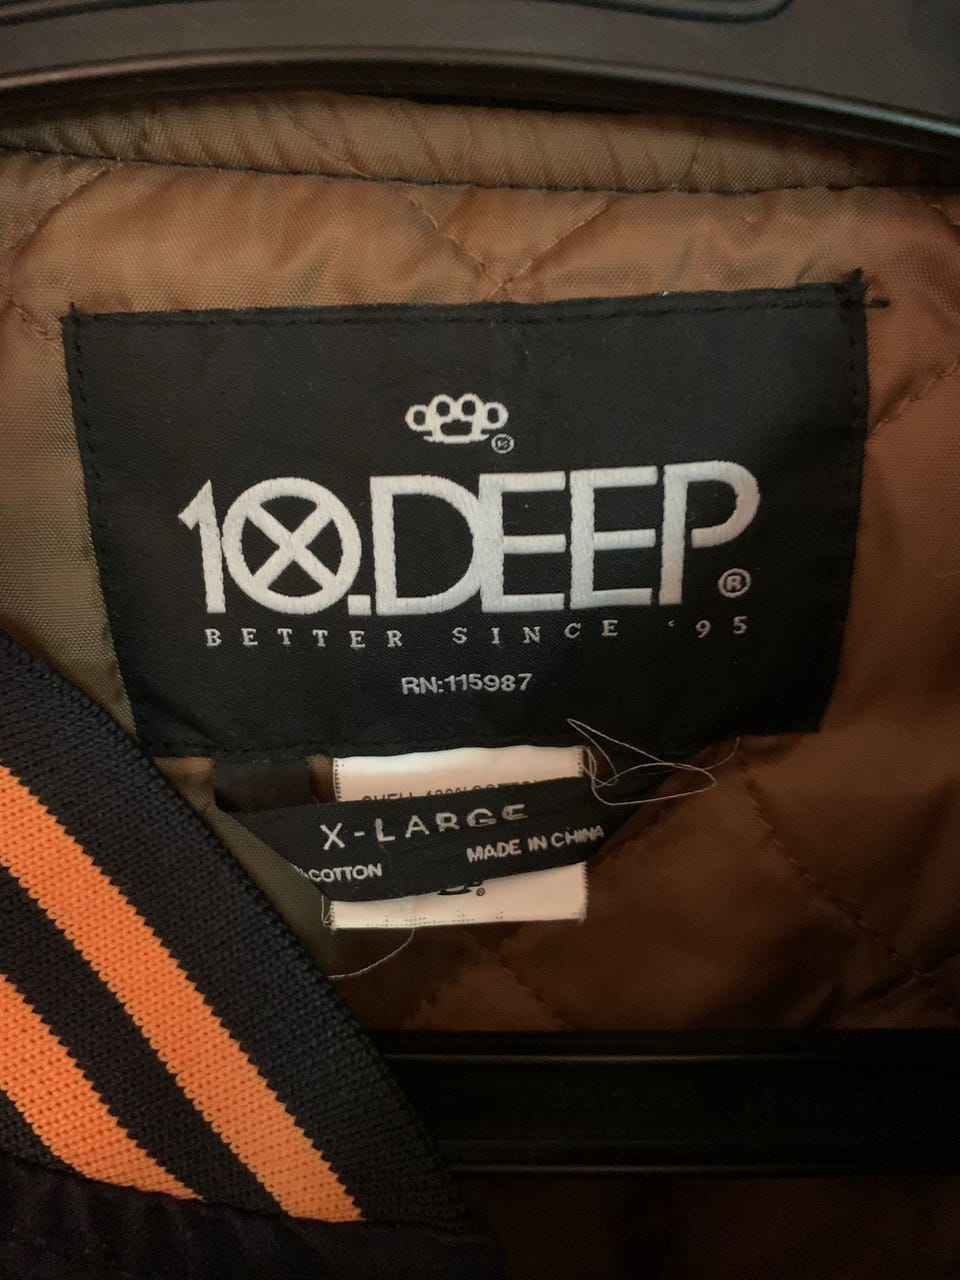 10.DEEP®
BETTER SINCE '95
RN:115987
X-LARGE
MADE IN CHINA
COTTON